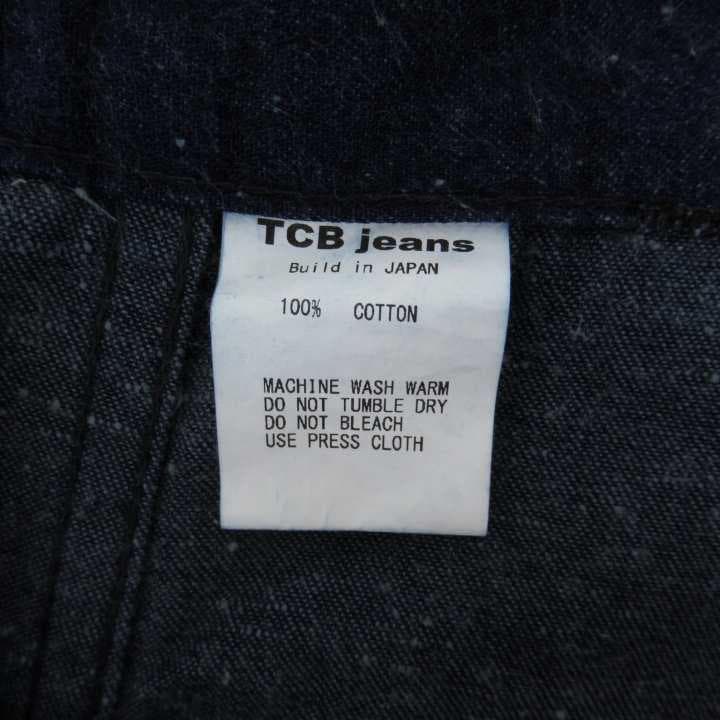 TCB jeans
Build in JAPAN
100% COTTON
MACHINE WASH WARM
DO NOT TUMBLE DRY
DO NOT BLEACH
USE PRESS CLOTH